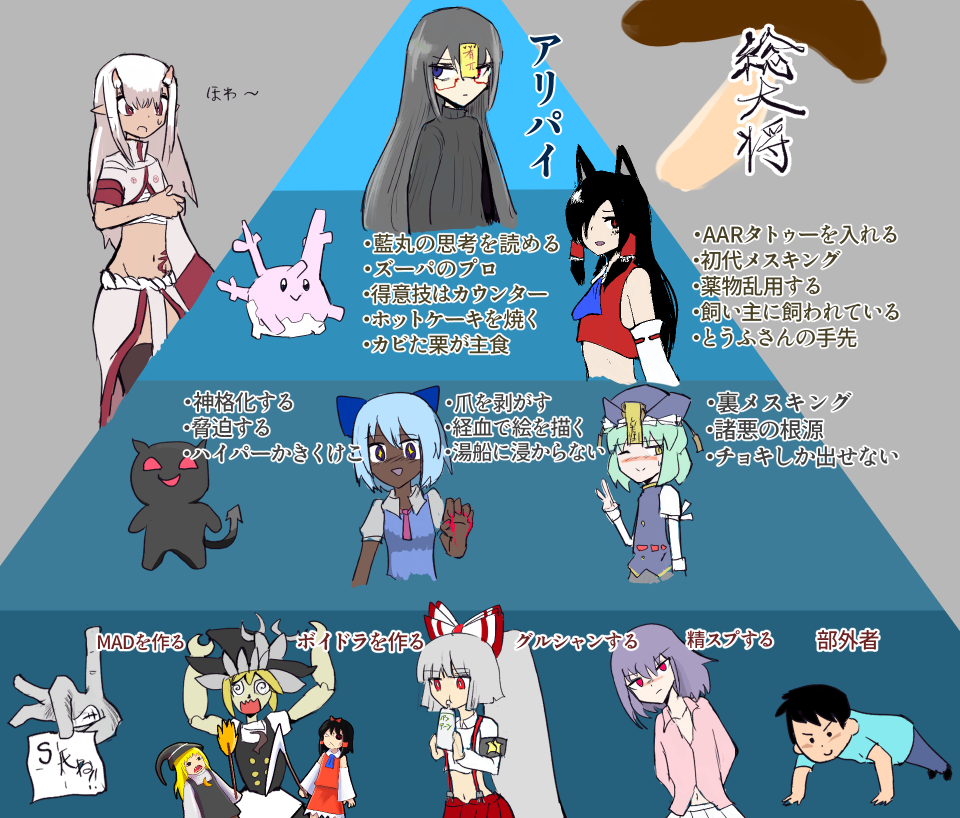 アリパイ
総大将
ほわ～
・藍丸の思考を読める
・ズーパのプロ
・得意技はカウンター
・ホットケーキを焼く
・カビた栗が主食
・AARタトゥーを入れる
・初代メスキング
・薬物乱用する
・飼い主に飼われている
・とうふさんの手先
・神格化する
・脅迫する
・ハイパーかきくけこ
・爪を剥がす
・経血で絵を描く
・湯船に浸からない
・裏メスキング
・諸悪の根源
・チョキしか出せない
MADを作る
ボイドラを作る
グルシャンする
精スプする
部外者